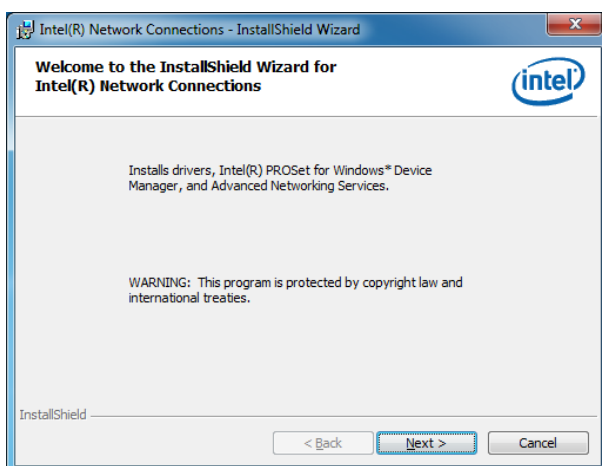 Intel(R) Network Connections - InstallShield Wizard
Welcome to the InstallShield Wizard for
Intel(R) Network Connections
intel
Installs drivers, Intel(R) PROSet for Windows* Device
Manager, and Advanced Networking Services.
WARNING: This program is protected by copyright law and
international treaties.
InstallShield
< Back Next > Cancel